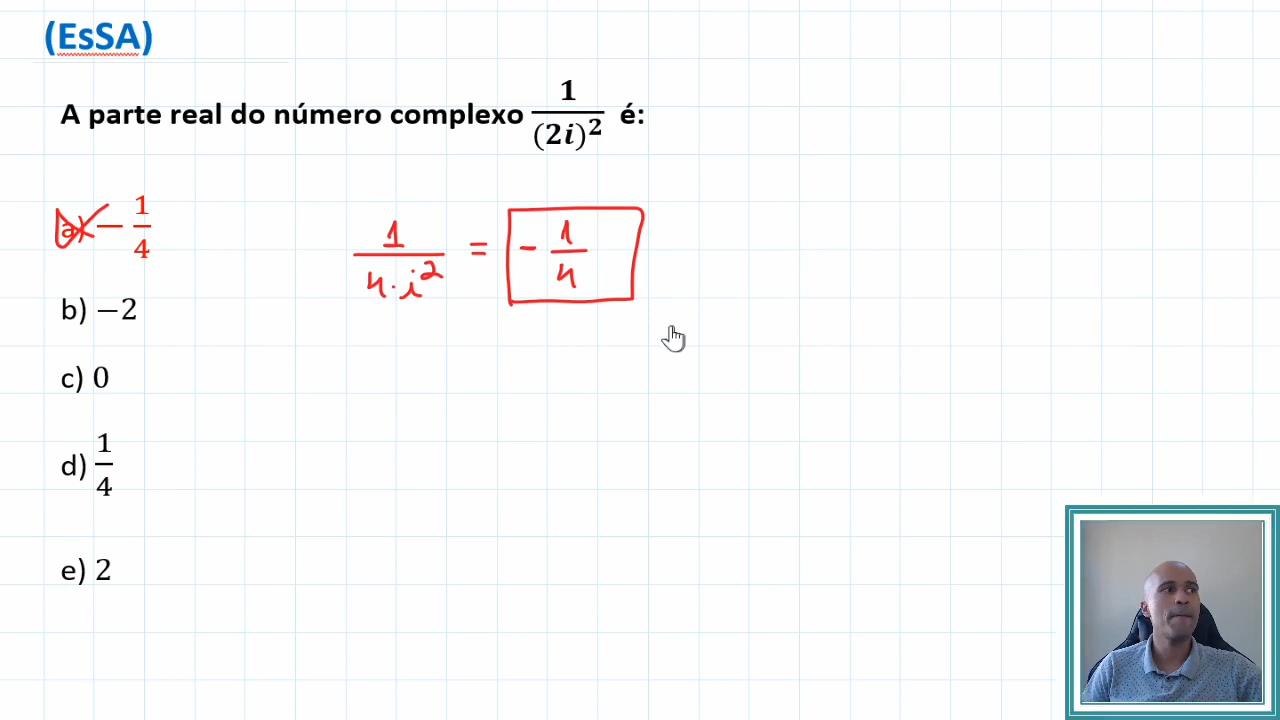 (EsSA)
A parte real do número complexo 1/(2i)² é:
a) − 1/4
1/4·i² = − 1/4
b) −2
c) 0
d) 1/4
e) 2